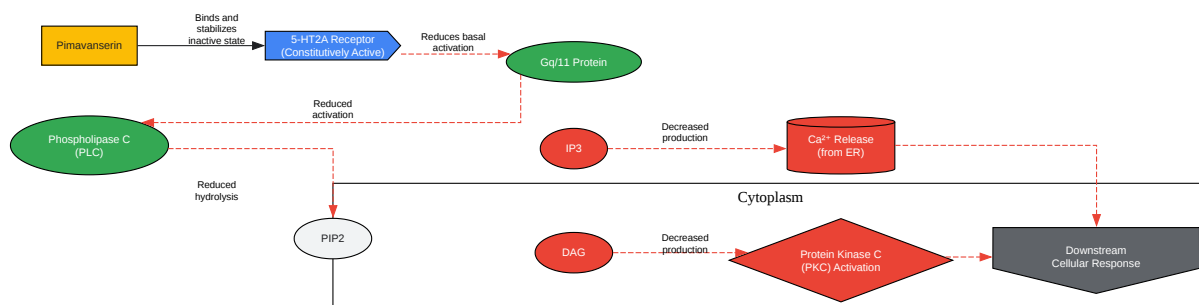 Binds and
stabilizes
inactive state
Pimavanserin
5-HT2A Receptor
(Constitutively Active)
Reduces basal
activation
Gq/11 Protein
Reduced
activation
Phospholipase C
(PLC)
IP3
Decreased
production
Ca²⁺ Release
(from ER)
Reduced
hydrolysis
Cytoplasm
PIP2
DAG
Decreased
production
Protein Kinase C
(PKC) Activation
Downstream
Cellular Response